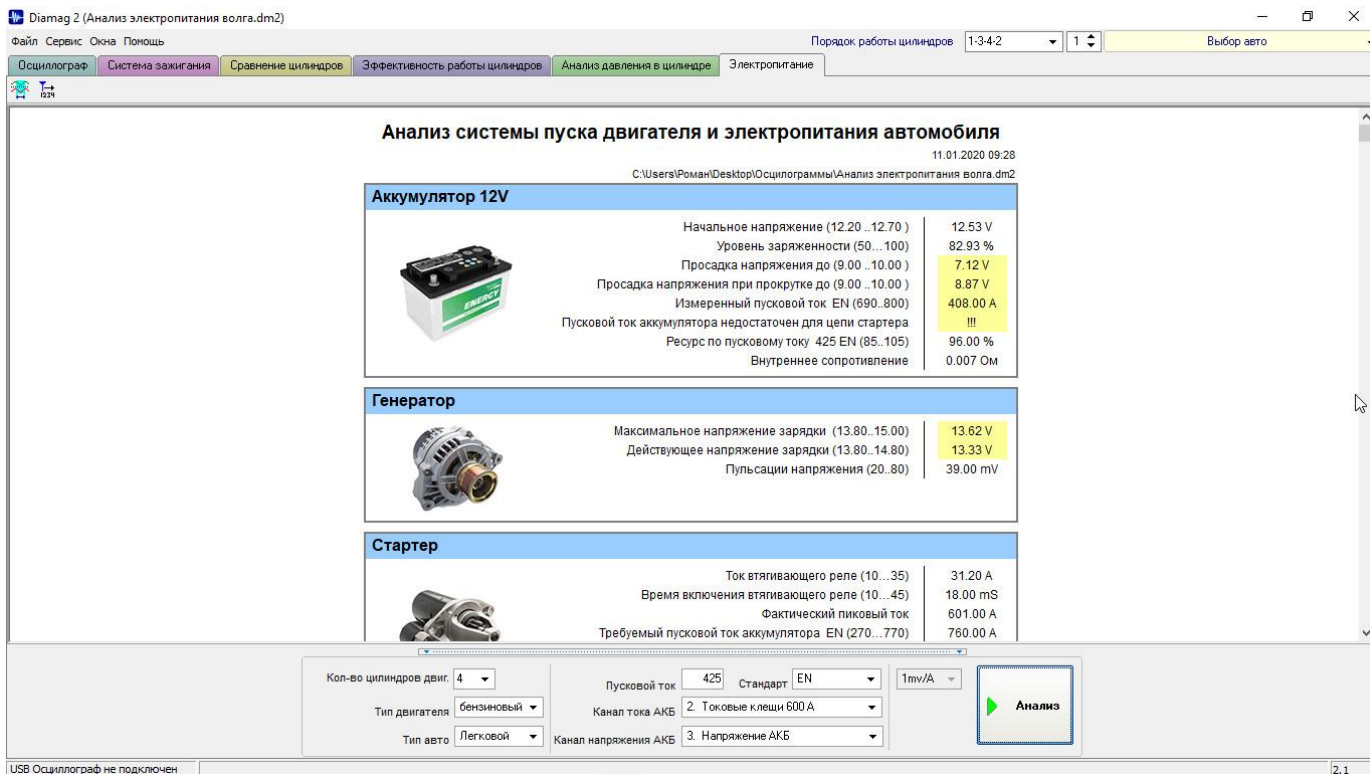 Diamag 2 (Анализ электропитания волга.dm2)
Файл Сервис Окна Помощь
Порядок работы цилиндров 1-3-4-2 1 Выбор авто
Осциллограф Система зажигания Сравнение цилиндров Эффективность работы цилиндров Анализ давления в цилиндре Электропитание
1234
Анализ системы пуска двигателя и электропитания автомобиля
11.01.2020 09:28
C:\Users\Роман\Desktop\Осцилограммы\Анализ электропитания волга.dm2
Аккумулятор 12V
Начальное напряжение (12.20 ..12.70 ) 12.53 V
Уровень заряженности (50...100) 82.93 %
Просадка напряжения до (9.00 ..10.00 ) 7.12 V
Просадка напряжения при прокрутке до (9.00 ..10.00 ) 8.87 V
Измеренный пусковой ток EN (690..800) 408.00 A
Пусковой ток аккумулятора недостаточен для цепи стартера !!!
Ресурс по пусковому току 425 EN (85..105) 96.00 %
Внутреннее сопротивление 0.007 Ом
ENERGY
Генератор
Максимальное напряжение зарядки (13.80..15.00) 13.62 V
Действующее напряжение зарядки (13.80..14.80) 13.33 V
Пульсации напряжения (20..80) 39.00 mV
Стартер
Ток втягивающего реле (10...35) 31.20 A
Время включения втягивающего реле (10...45) 18.00 mS
Фактический пиковый ток 601.00 A
Требуемый пусковой ток аккумулятора EN (270...770) 760.00 A
Кол-во цилиндров двиг. 4 Пусковой ток 425 Стандарт EN 1mv/A
Тип двигателя бензиновый Канал тока АКБ 2. Токовые клещи 600 А
Тип авто Легковой Канал напряжения АКБ 3. Напряжение АКБ
Анализ
USB Осциллограф не подключен 2.1